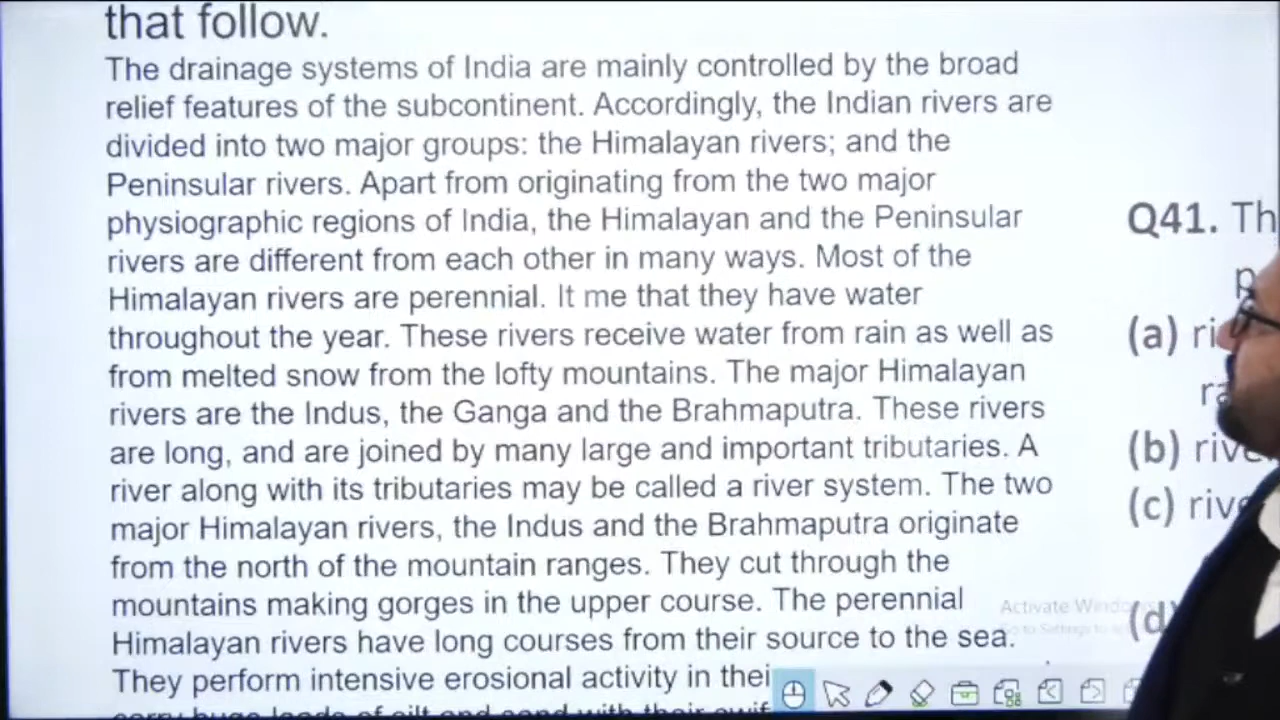 that follow.
The drainage systems of India are mainly controlled by the broad
relief features of the subcontinent. Accordingly, the Indian rivers are
divided into two major groups: the Himalayan rivers; and the
Peninsular rivers. Apart from originating from the two major
physiographic regions of India, the Himalayan and the Peninsular
rivers are different from each other in many ways. Most of the
Himalayan rivers are perennial. It me that they have water
throughout the year. These rivers receive water from rain as well as
from melted snow from the lofty mountains. The major Himalayan
rivers are the Indus, the Ganga and the Brahmaputra. These rivers
are long, and are joined by many large and important tributaries. A
river along with its tributaries may be called a river system. The two
major Himalayan rivers, the Indus and the Brahmaputra originate
from the north of the mountain ranges. They cut through the
mountains making gorges in the upper course. The perennial
Himalayan rivers have long courses from their source to the sea.
They perform intensive erosional activity in thei
Q41. Th
p
(a) ri
ra
(b) rive
(c) rive
(d)
Activate Windo